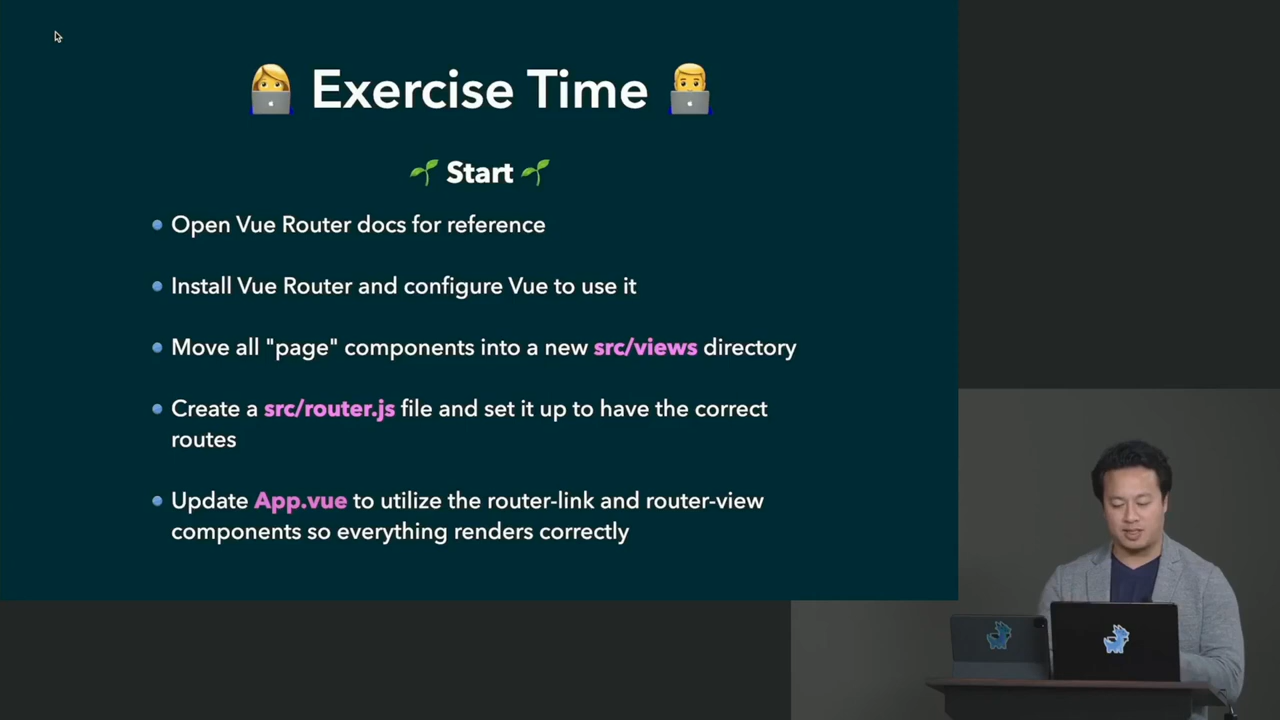 Exercise Time
Start
Open Vue Router docs for reference
Install Vue Router and configure Vue to use it
Move all "page" components into a new src/views directory
Create a src/router.js file and set it up to have the correct
routes
Update App.vue to utilize the router-link and router-view
components so everything renders correctly